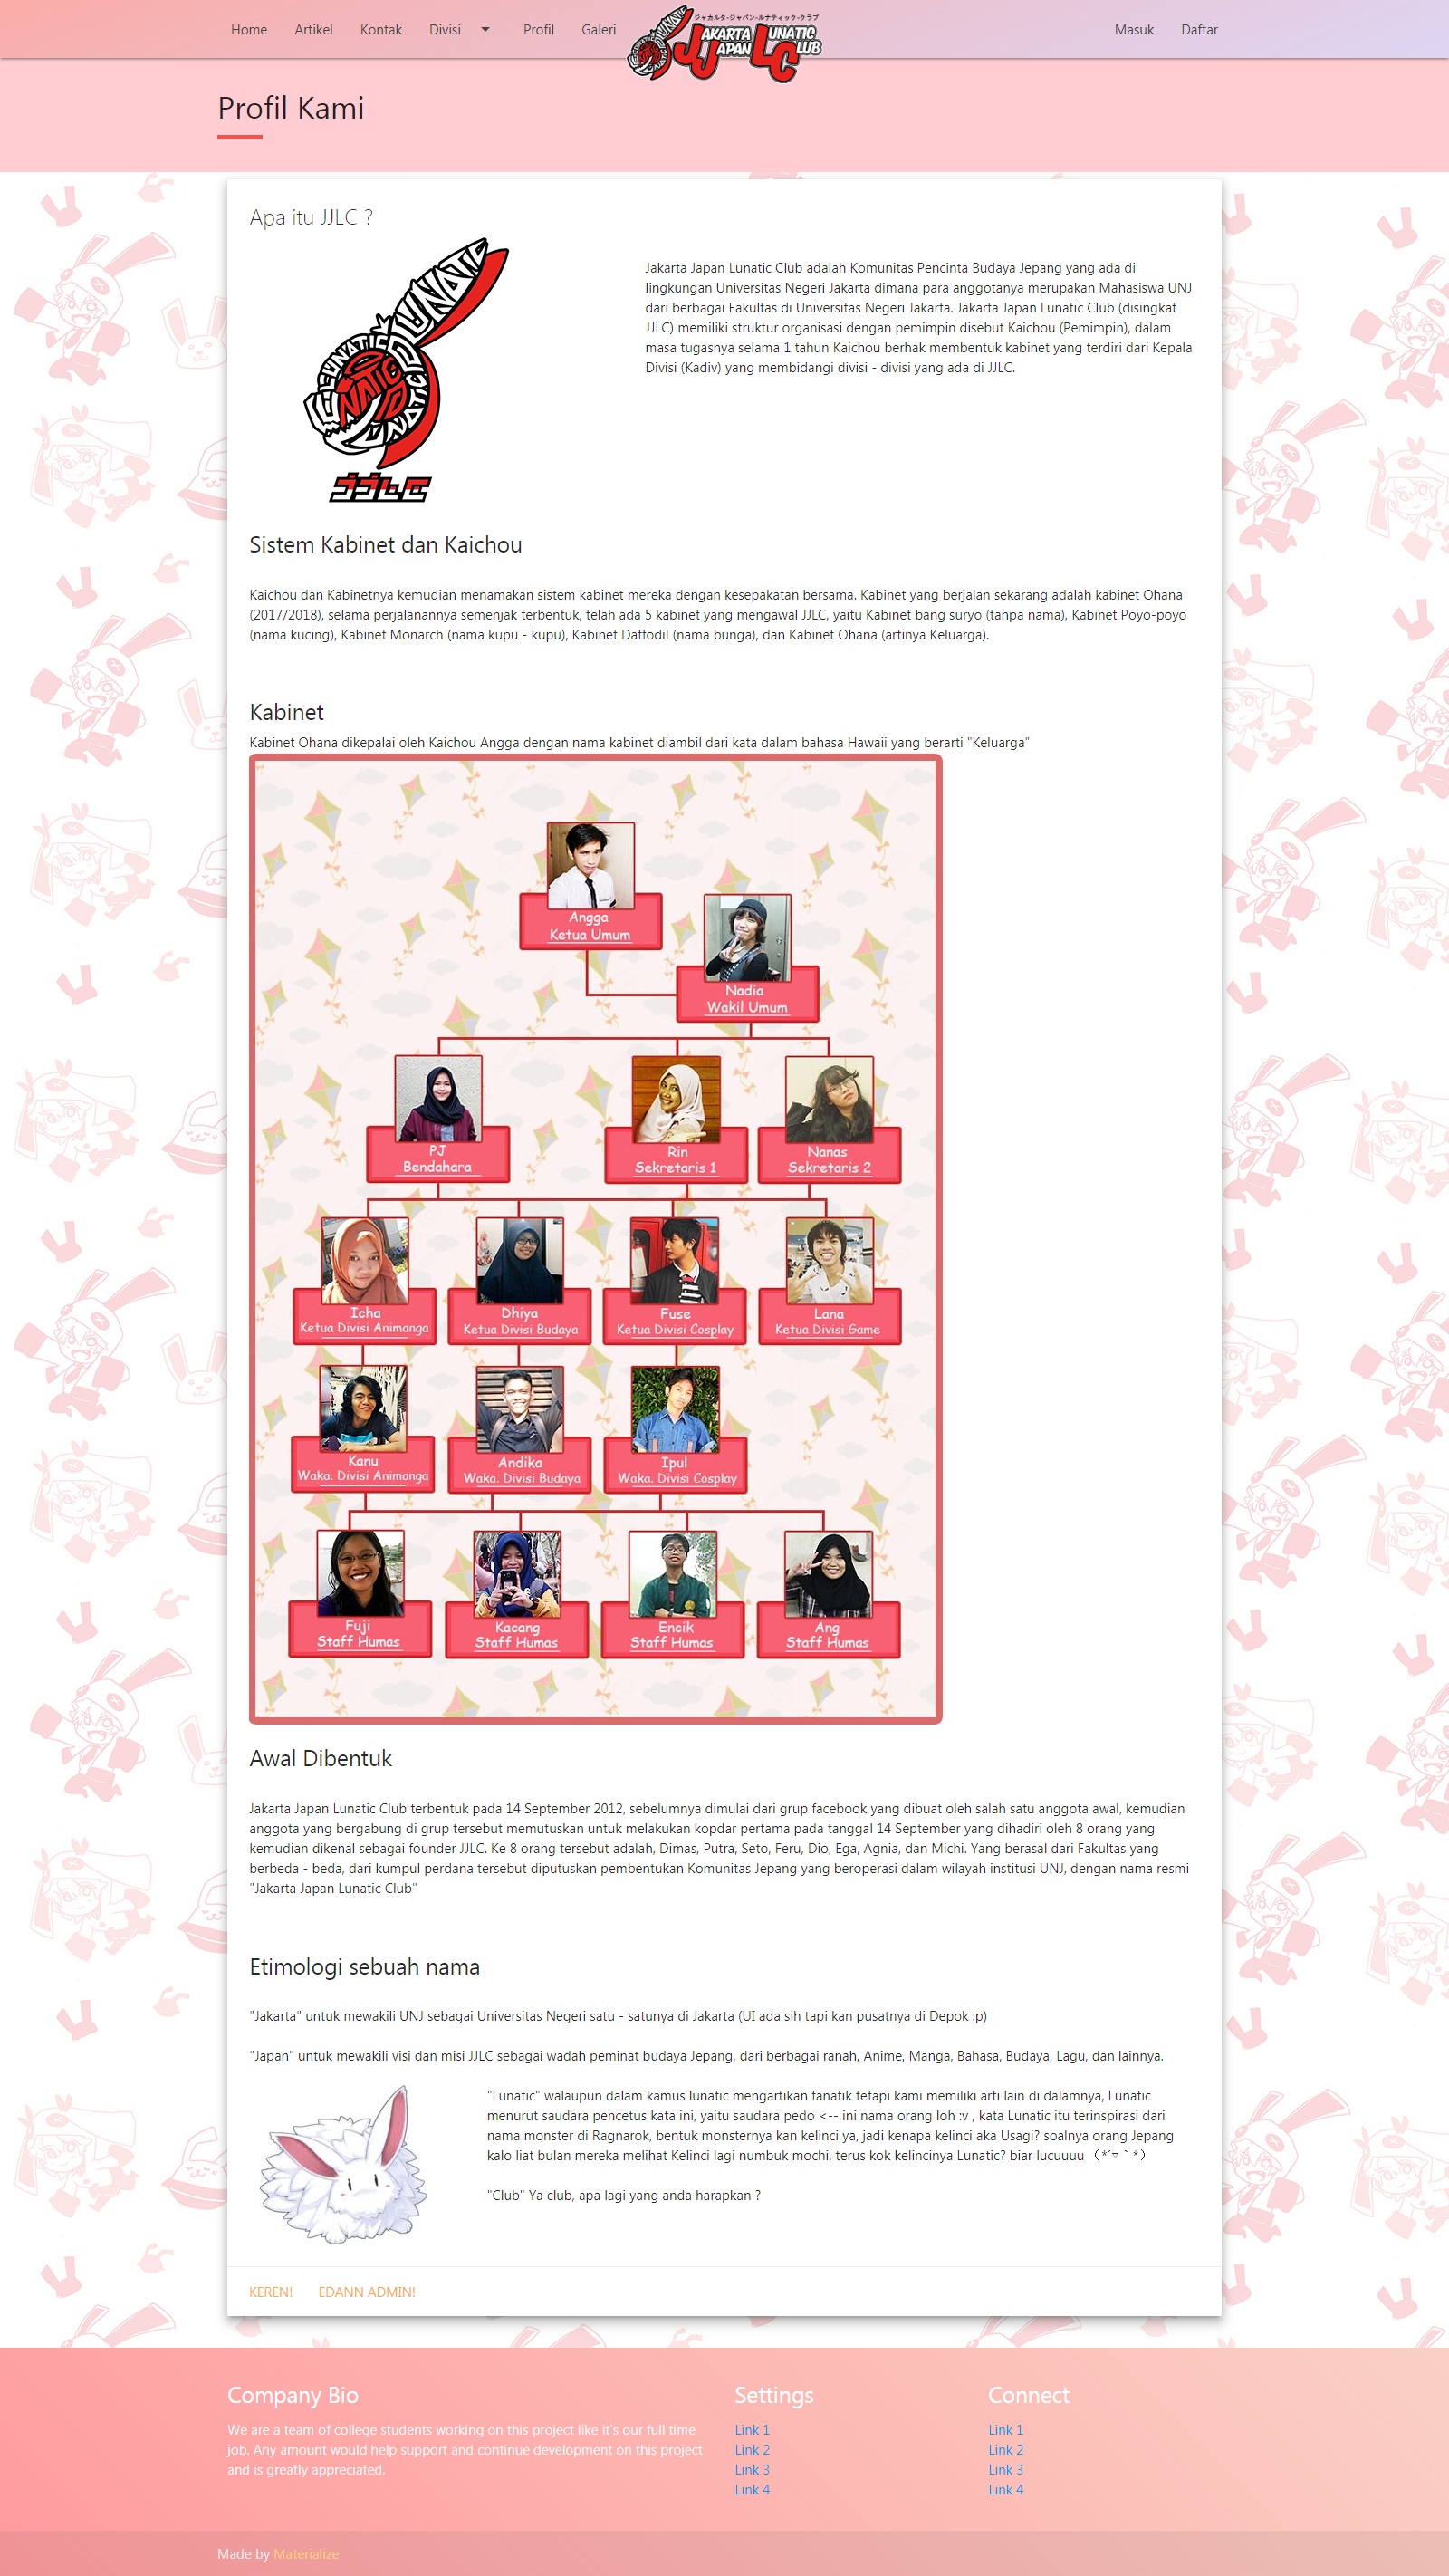 Home Artikel Kontak Divisi Profil Galeri
ジャカルタ-ジャパン-ルナティック-クラブ
JAKARTA LUNATIC
JAPAN CLUB
Masuk Daftar
Profil Kami
Apa itu JJLC ?
JJLC
Jakarta Japan Lunatic Club adalah Komunitas Pencinta Budaya Jepang yang ada di
lingkungan Universitas Negeri Jakarta dimana para anggotanya merupakan Mahasiswa UNJ
dari berbagai Fakultas di Universitas Negeri Jakarta. Jakarta Japan Lunatic Club (disingkat
JJLC) memiliki struktur organisasi dengan pemimpin disebut Kaichou (Pemimpin), dalam
masa tugasnya selama 1 tahun Kaichou berhak membentuk kabinet yang terdiri dari Kepala
Divisi (Kadiv) yang membidangi divisi - divisi yang ada di JJLC.
Sistem Kabinet dan Kaichou
Kaichou dan Kabinetnya kemudian menamakan sistem kabinet mereka dengan kesepakatan bersama. Kabinet yang berjalan sekarang adalah kabinet Ohana
(2017/2018), selama perjalanannya semenjak terbentuk, telah ada 5 kabinet yang mengawal JJLC, yaitu Kabinet bang suryo (tanpa nama), Kabinet Poyo-poyo
(nama kucing), Kabinet Monarch (nama kupu - kupu), Kabinet Daffodil (nama bunga), dan Kabinet Ohana (artinya Keluarga).
Kabinet
Kabinet Ohana dikepalai oleh Kaichou Angga dengan nama kabinet diambil dari kata dalam bahasa Hawaii yang berarti "Keluarga"
Angga
Ketua Umum
Nadia
Wakil Umum
PJ
Bendahara
Rin
Sekretaris 1
Nanas
Sekretaris 2
Icha
Ketua Divisi Animanga
Dhiya
Ketua Divisi Budaya
Fuse
Ketua Divisi Cosplay
Lana
Ketua Divisi Game
Kanu
Waka. Divisi Animanga
Andika
Waka. Divisi Budaya
Ipul
Waka. Divisi Cosplay
Fuji
Staff Humas
Kacang
Staff Humas
Encik
Staff Humas
Ang
Staff Humas
Awal Dibentuk
Jakarta Japan Lunatic Club terbentuk pada 14 September 2012, sebelumnya dimulai dari grup facebook yang dibuat oleh salah satu anggota awal, kemudian
anggota yang bergabung di grup tersebut memutuskan untuk melakukan kopdar pertama pada tanggal 14 September yang dihadiri oleh 8 orang yang
kemudian dikenal sebagai founder JJLC. Ke 8 orang tersebut adalah, Dimas, Putra, Seto, Feru, Dio, Ega, Agnia, dan Michi. Yang berasal dari Fakultas yang
berbeda - beda, dari kumpul perdana tersebut diputuskan pembentukan Komunitas Jepang yang beroperasi dalam wilayah institusi UNJ, dengan nama resmi
"Jakarta Japan Lunatic Club"
Etimologi sebuah nama
"Jakarta" untuk mewakili UNJ sebagai Universitas Negeri satu - satunya di Jakarta (UI ada sih tapi kan pusatnya di Depok :p)
"Japan" untuk mewakili visi dan misi JJLC sebagai wadah peminat budaya Jepang, dari berbagai ranah, Anime, Manga, Bahasa, Budaya, Lagu, dan lainnya.
"Lunatic" walaupun dalam kamus lunatic mengartikan fanatik tetapi kami memiliki arti lain di dalamnya, Lunatic
menurut saudara pencetus kata ini, yaitu saudara pedo <-- ini nama orang loh :v , kata Lunatic itu terinspirasi dari
nama monster di Ragnarok, bentuk monsternya kan kelinci ya, jadi kenapa kelinci aka Usagi? soalnya orang Jepang
kalo liat bulan mereka melihat Kelinci lagi numbuk mochi, terus kok kelincinya Lunatic? biar lucuuuu （*´▽｀*）
"Club" Ya club, apa lagi yang anda harapkan ?
KEREN! EDANN ADMIN!
Company Bio
We are a team of college students working on this project like it's our full time
job. Any amount would help support and continue development on this project
and is greatly appreciated.
Settings
Link 1
Link 2
Link 3
Link 4
Connect
Link 1
Link 2
Link 3
Link 4
Made by Materialize